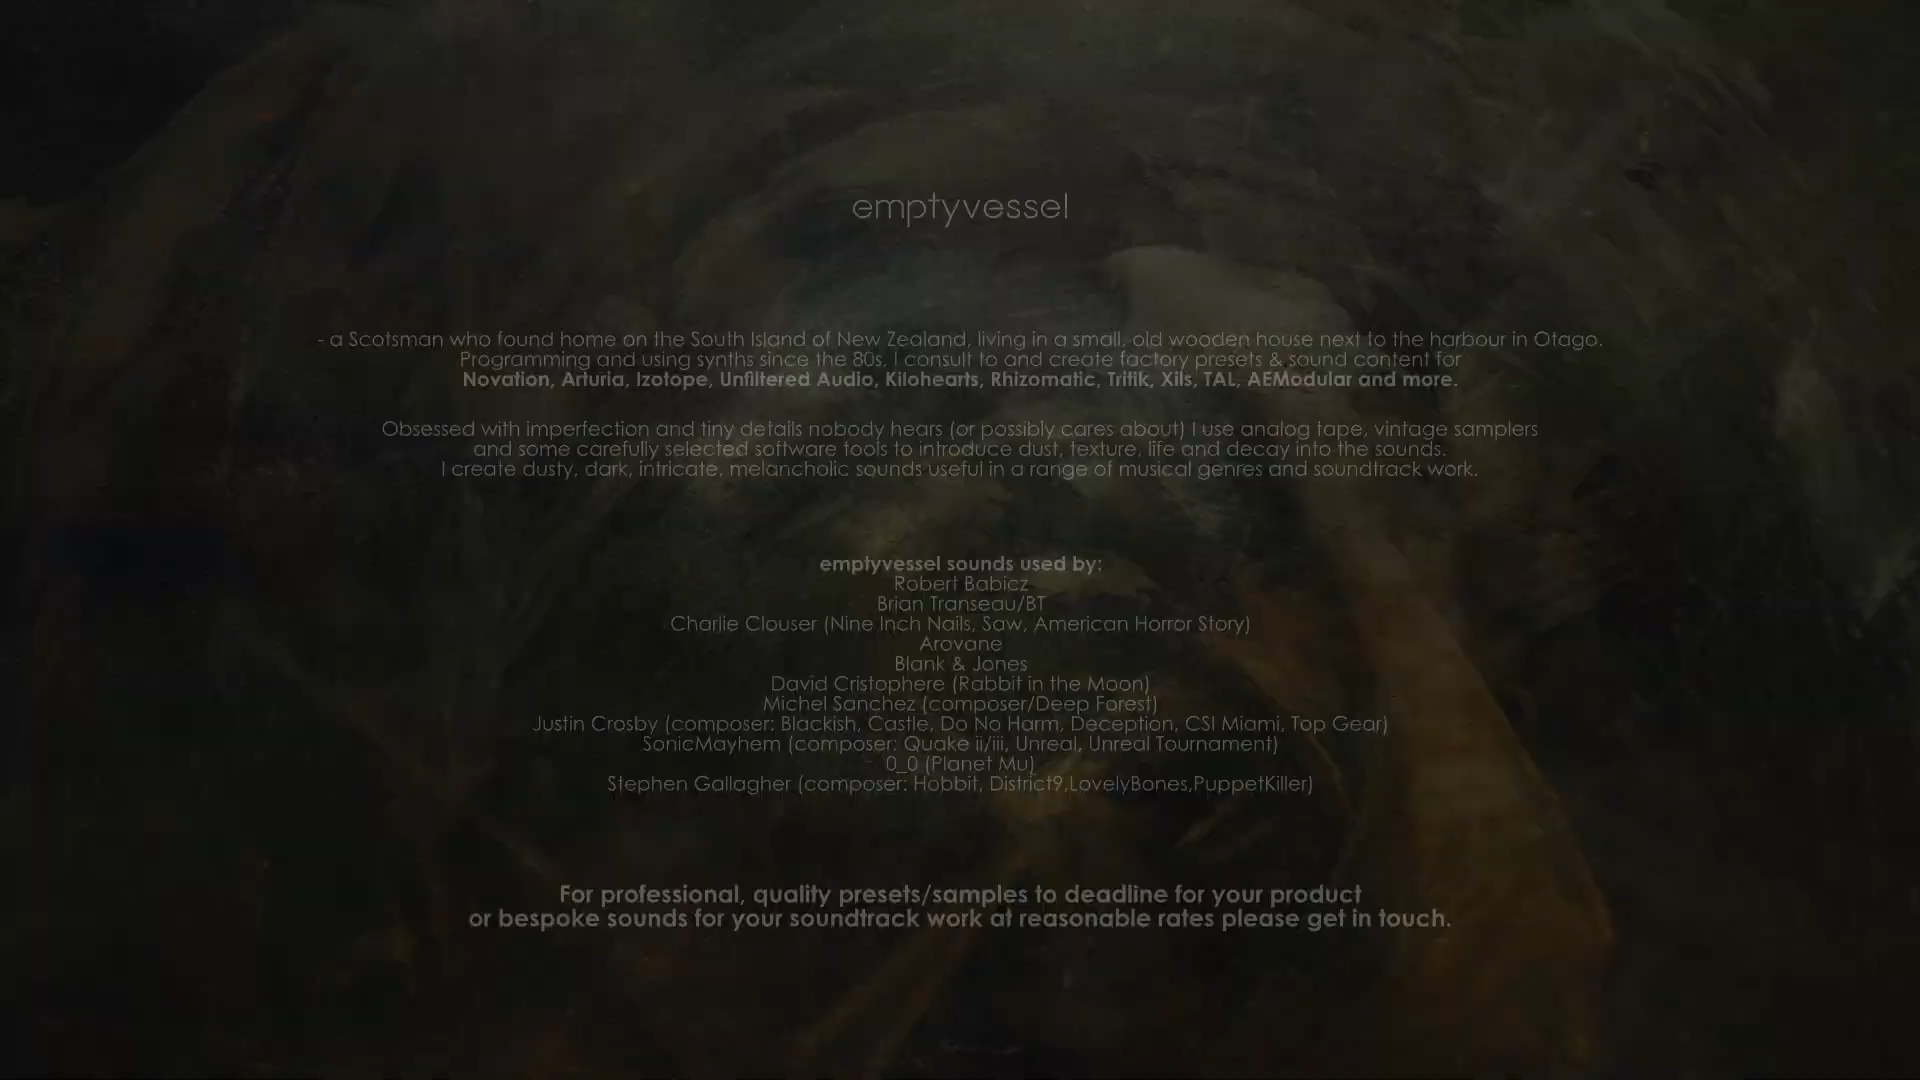 emptyvessel
- a Scotsman who found home on the South Island of New Zealand, living in a small, old wooden house next to the harbour in Otago.
Programming and using synths since the 80s, I consult to and create factory presets & sound content for
Novation, Arturia, Izotope, Unfiltered Audio, Kilohearts, Rhizomatic, Tritik, Xils, TAL, AEModular and more.
Obsessed with imperfection and tiny details nobody hears (or possibly cares about) I use analog tape, vintage samplers
and some carefully selected software tools to introduce dust, texture, life and decay into the sounds.
I create dusty, dark, intricate, melancholic sounds useful in a range of musical genres and soundtrack work.
emptyvessel sounds used by:
Robert Babicz
Brian Transeau/BT
Charlie Clouser (Nine Inch Nails, Saw, American Horror Story)
Arovane
Blank & Jones
David Cristophere (Rabbit in the Moon)
Michel Sanchez (composer/Deep Forest)
Justin Crosby (composer: Blackish, Castle, Do No Harm, Deception, CSI Miami, Top Gear)
SonicMayhem (composer: Quake ii/iii, Unreal, Unreal Tournament)
0_0 (Planet Mu)
Stephen Gallagher (composer: Hobbit, District9,LovelyBones,PuppetKiller)
For professional, quality presets/samples to deadline for your product
or bespoke sounds for your soundtrack work at reasonable rates please get in touch.